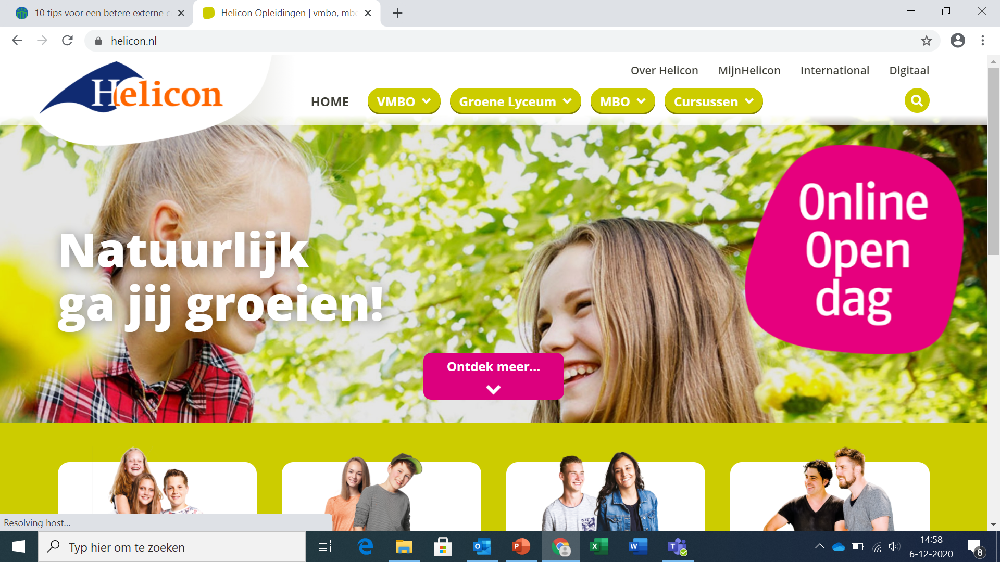 10 tips voor een betere externe
Helicon Opleidingen | vmbo, mbo
helicon.nl
Helicon
Over Helicon MijnHelicon International Digitaal
HOME VMBO Groene Lyceum MBO Cursussen
Online
Open
dag
Natuurlijk
ga jij groeien!
Ontdek meer...
Resolving host...
Typ hier om te zoeken
14:58
6-12-2020
8